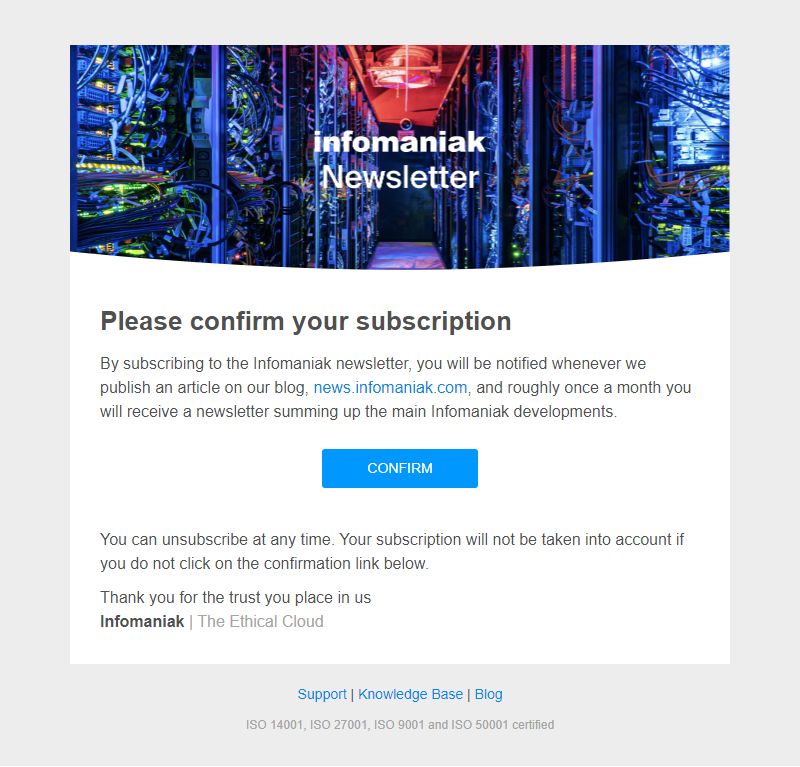 infomaniak
Newsletter
Please confirm your subscription
By subscribing to the Infomaniak newsletter, you will be notified whenever we
publish an article on our blog, news.infomaniak.com, and roughly once a month you
will receive a newsletter summing up the main Infomaniak developments.
CONFIRM
You can unsubscribe at any time. Your subscription will not be taken into account if
you do not click on the confirmation link below.
Thank you for the trust you place in us
Infomaniak | The Ethical Cloud
Support | Knowledge Base | Blog
ISO 14001, ISO 27001, ISO 9001 and ISO 50001 certified